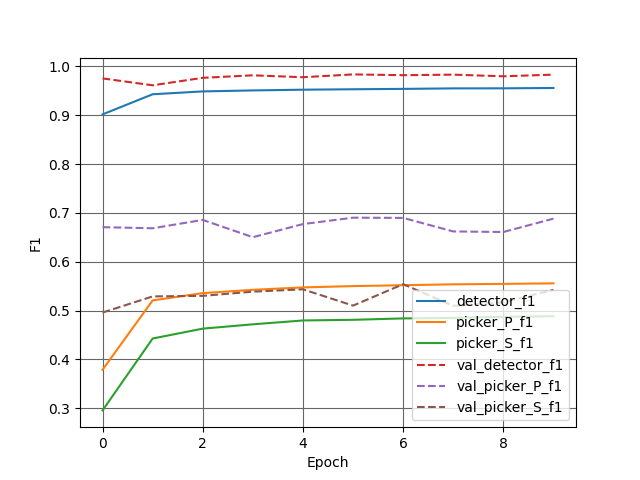 1.0
0.9
0.8
0.7
0.6
0.5
0.4
0.3
F1
0 2 4 6 8
Epoch
detector_f1
picker_P_f1
picker_S_f1
val_detector_f1
val_picker_P_f1
val_picker_S_f1